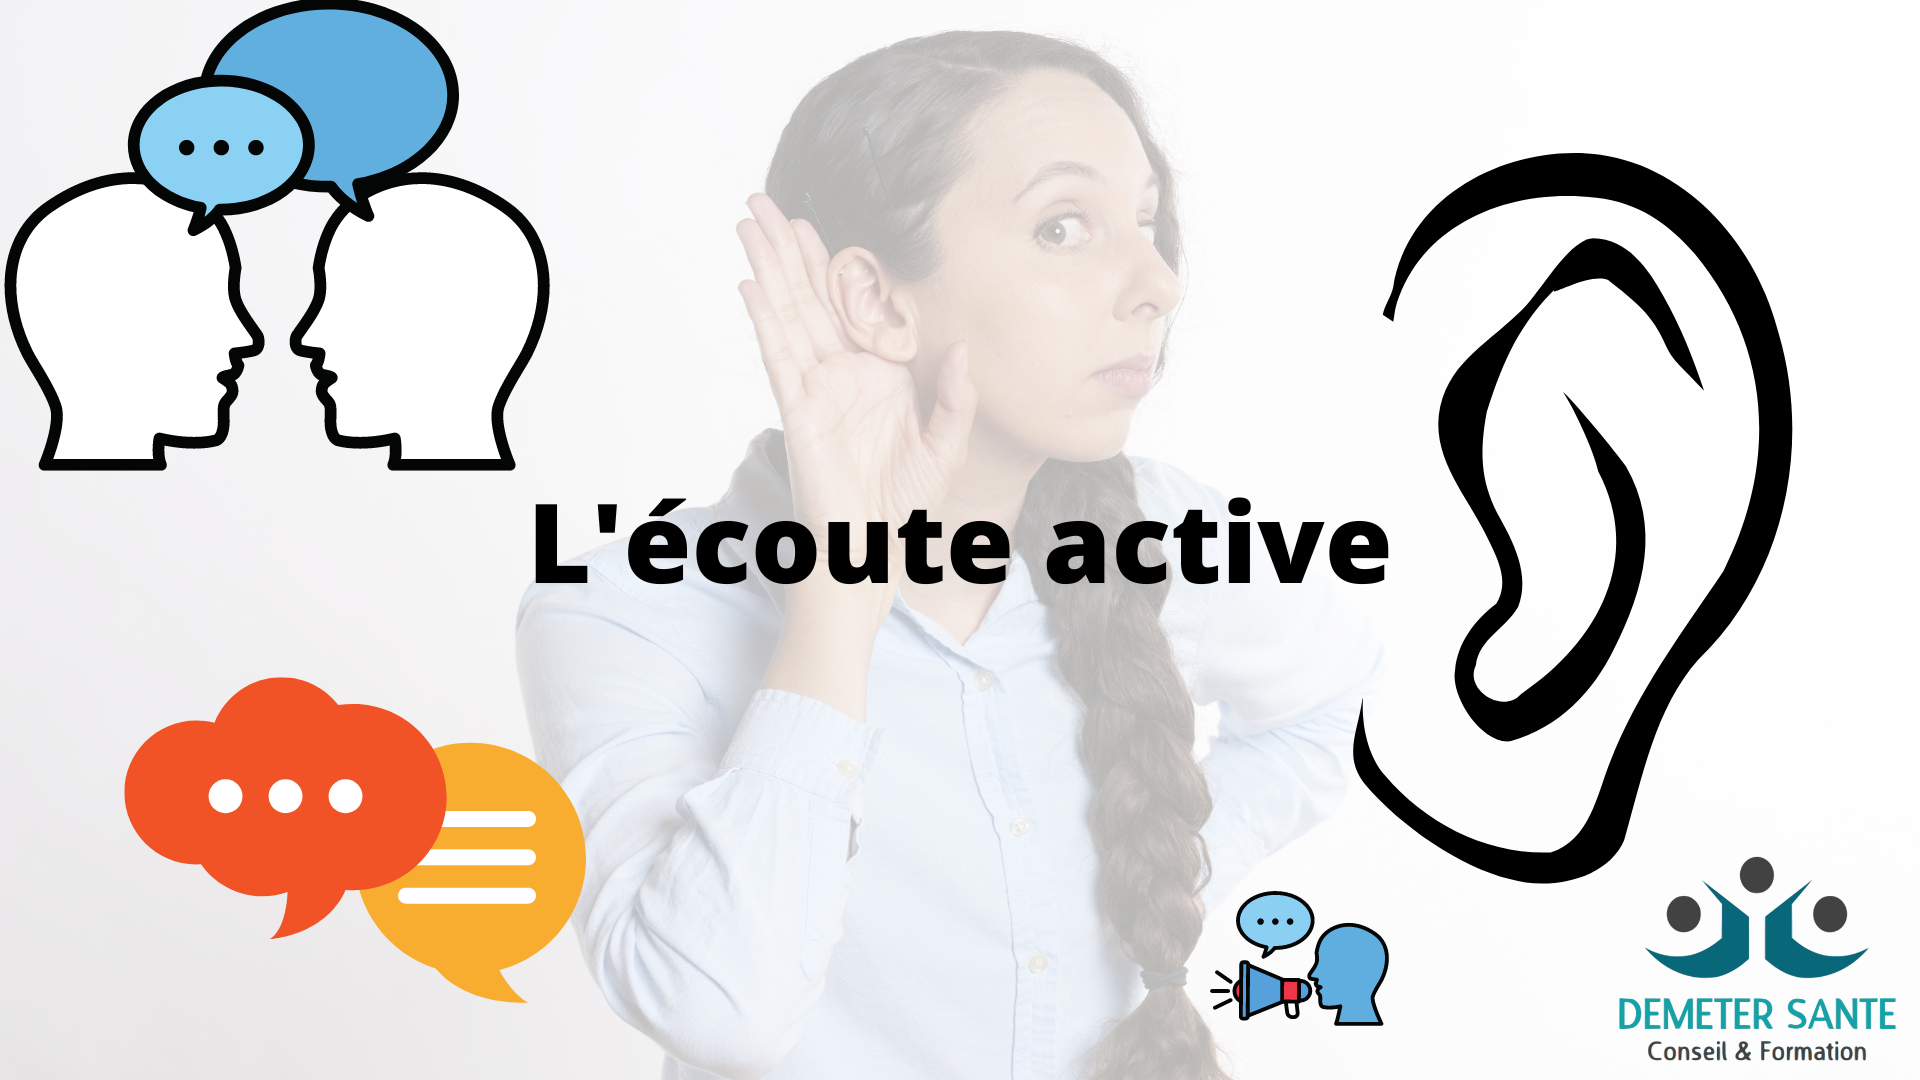 L'écoute active
DEMETER SANTE
Conseil & Formation